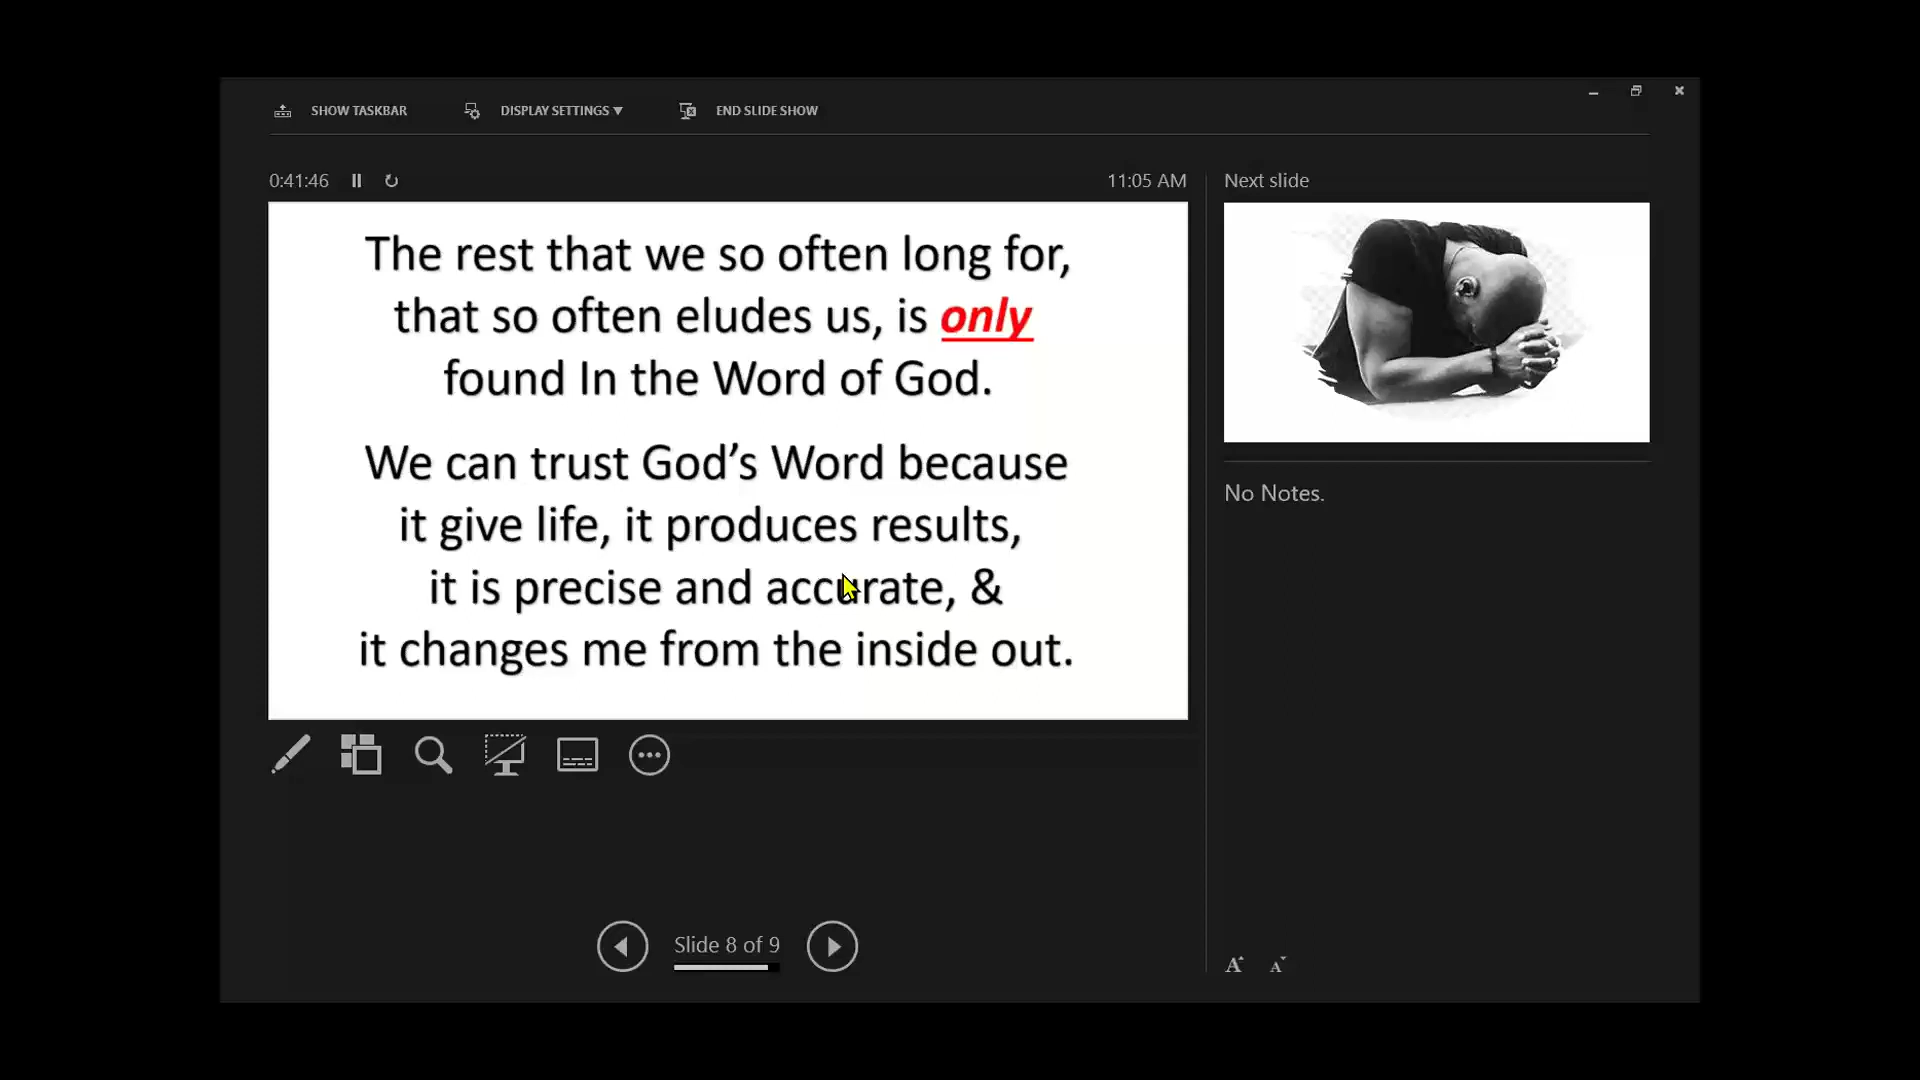 SHOW TASKBAR
DISPLAY SETTINGS ▼
END SLIDE SHOW
0:41:46
11:05 AM
Next slide
The rest that we so often long for,
that so often eludes us, is only
found In the Word of God.
We can trust God’s Word because
it give life, it produces results,
it is precise and accurate, &
it changes me from the inside out.
No Notes.
Slide 8 of 9
A A